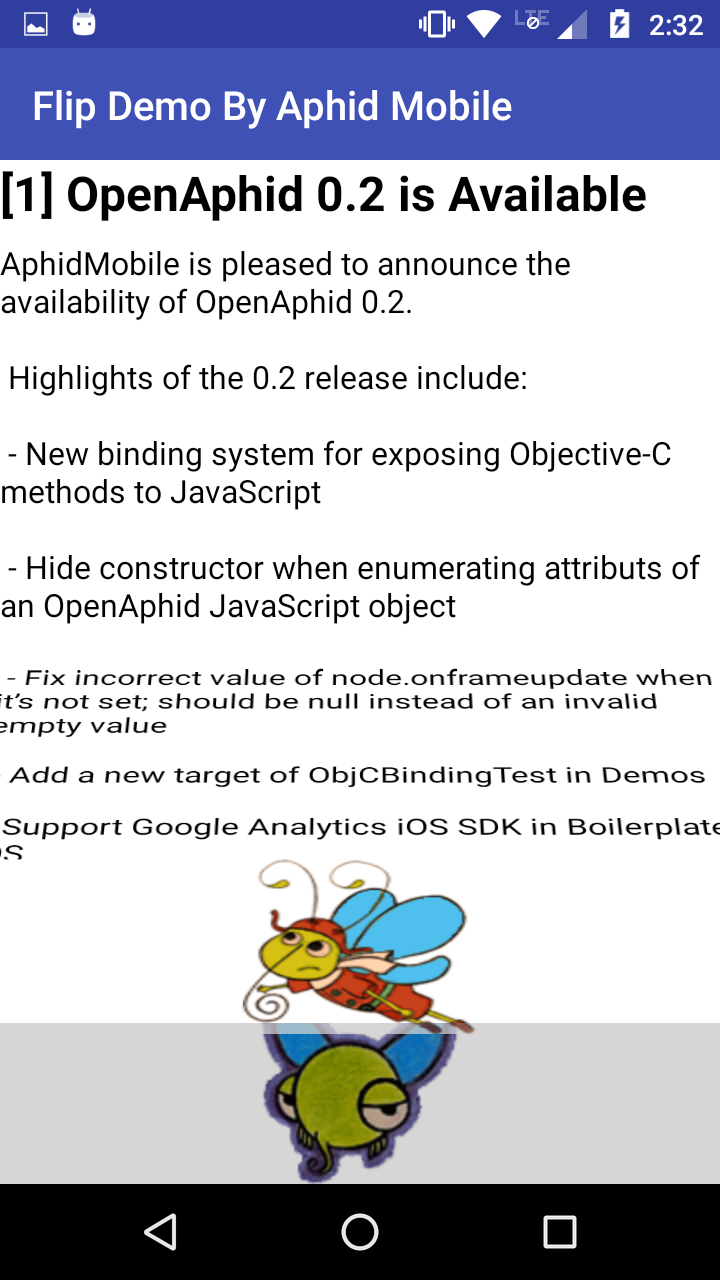 LTE
2:32
Flip Demo By Aphid Mobile
[1] OpenAphid 0.2 is Available
AphidMobile is pleased to announce the
availability of OpenAphid 0.2.
Highlights of the 0.2 release include:
- New binding system for exposing Objective-C
methods to JavaScript
- Hide constructor when enumerating attributs of
an OpenAphid JavaScript object
- Fix incorrect value of node.onframeupdate when
it's not set; should be null instead of an invalid
empty value
Add a new target of ObjCBindingTest in Demos
Support Google Analytics iOS SDK in Boilerplate